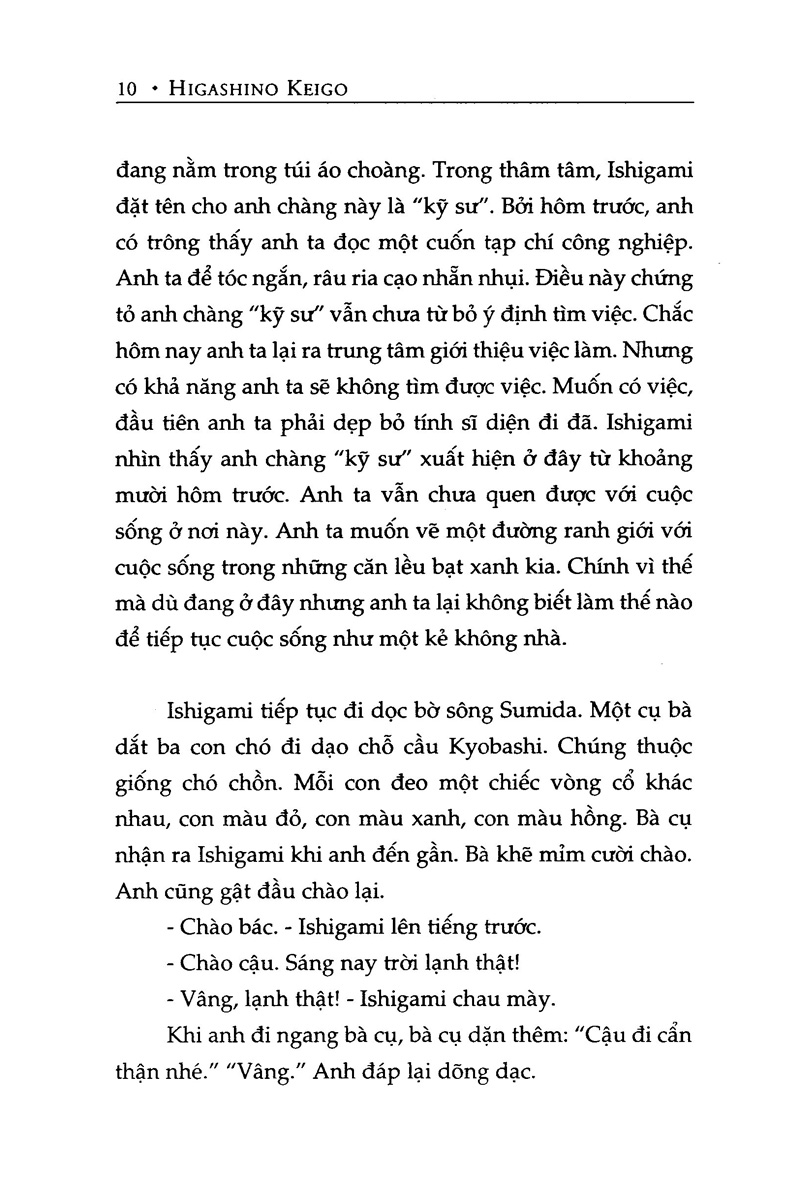 10 • HIGASHINO KEIGO
đang nằm trong túi áo choàng. Trong thâm tâm, Ishigami
đặt tên cho anh chàng này là "kỹ sư". Bởi hôm trước, anh
có trông thấy anh ta đọc một cuốn tạp chí công nghiệp.
Anh ta để tóc ngắn, râu ria cạo nhẵn nhụi. Điều này chứng
tỏ anh chàng "kỹ sư" vẫn chưa từ bỏ ý định tìm việc. Chắc
hôm nay anh ta lại ra trung tâm giới thiệu việc làm. Nhưng
có khả năng anh ta sẽ không tìm được việc. Muốn có việc,
đầu tiên anh ta phải dẹp bỏ tính sĩ diện đi đã. Ishigami
nhìn thấy anh chàng "kỹ sư" xuất hiện ở đây từ khoảng
mười hôm trước. Anh ta vẫn chưa quen được với cuộc
sống ở nơi này. Anh ta muốn vẽ một đường ranh giới với
cuộc sống trong những căn lều bạt xanh kia. Chính vì thế
mà dù đang ở đây nhưng anh ta lại không biết làm thế nào
để tiếp tục cuộc sống như một kẻ không nhà.
Ishigami tiếp tục đi dọc bờ sông Sumida. Một cụ bà
dắt ba con chó đi dạo chỗ cầu Kyobashi. Chúng thuộc
giống chó chồn. Mỗi con đeo một chiếc vòng cổ khác
nhau, con màu đỏ, con màu xanh, con màu hồng. Bà cụ
nhận ra Ishigami khi anh đến gần. Bà khẽ mỉm cười chào.
Anh cũng gật đầu chào lại.
- Chào bác. - Ishigami lên tiếng trước.
- Chào cậu. Sáng nay trời lạnh thật!
- Vâng, lạnh thật! - Ishigami chau mày.
Khi anh đi ngang bà cụ, bà cụ dặn thêm: "Cậu đi cẩn
thận nhé." "Vâng." Anh đáp lại dõng dạc.